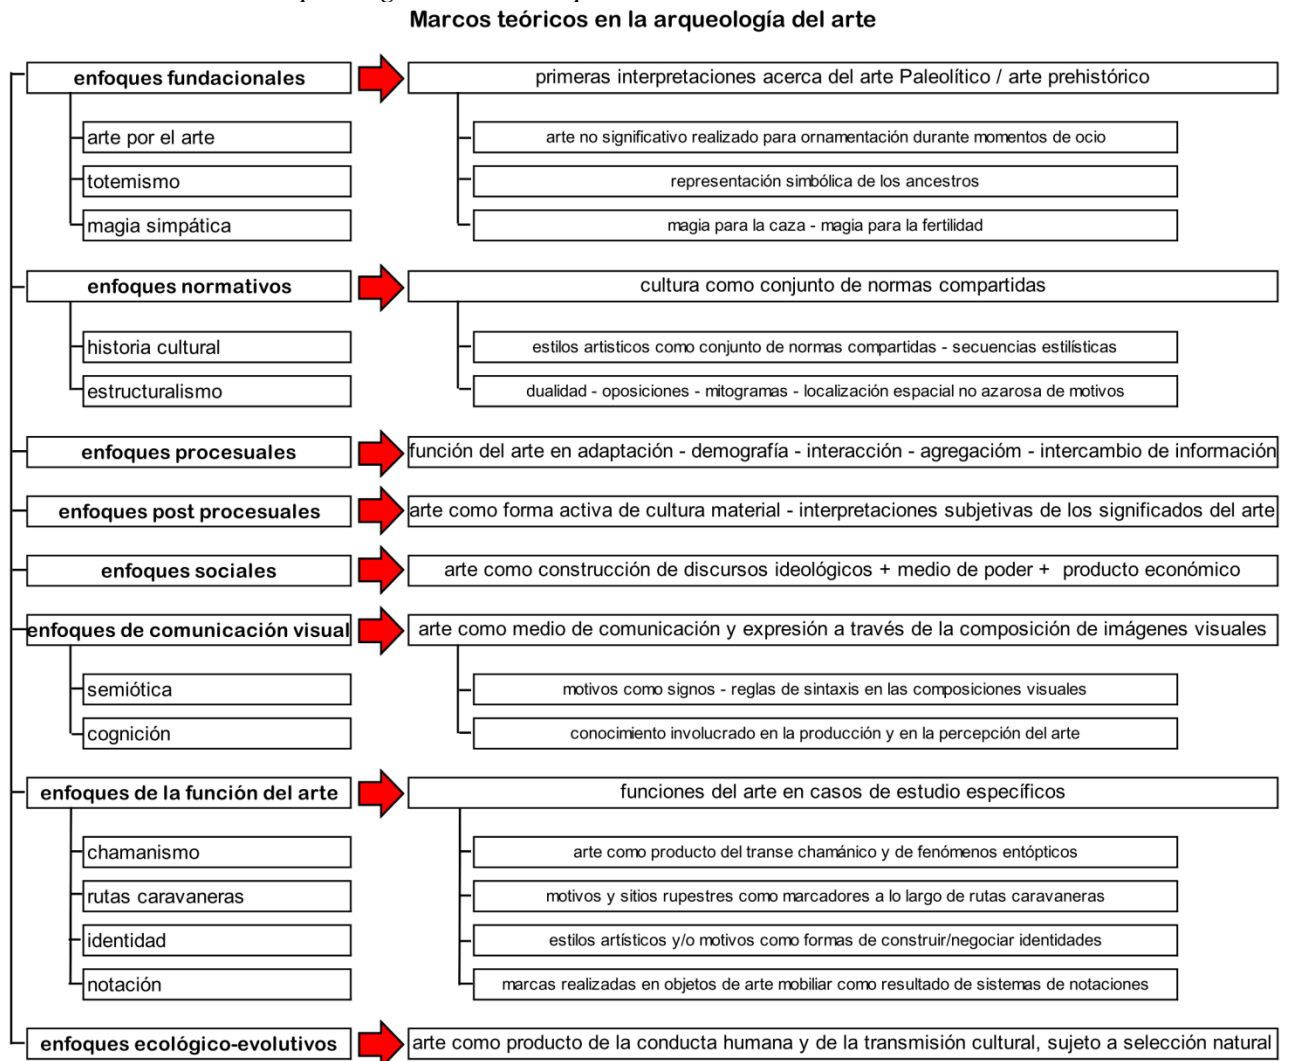 Marcos teóricos en la arqueología del arte
enfoques fundacionales
primeras interpretaciones acerca del arte Paleolítico / arte prehistórico
arte por el arte
arte no significativo realizado para ornamentación durante momentos de ocio
totemismo
representación simbólica de los ancestros
magia simpática
magia para la caza - magia para la fertilidad
enfoques normativos
cultura como conjunto de normas compartidas
historia cultural
estilos artisticos como conjunto de normas compartidas - secuencias estilísticas
estructuralismo
dualidad - oposiciones - mitogramas - localización espacial no azarosa de motivos
enfoques procesuales
función del arte en adaptación - demografía - interacción - agregacióm - intercambio de información
enfoques post procesuales
arte como forma activa de cultura material - interpretaciones subjetivas de los significados del arte
enfoques sociales
arte como construcción de discursos ideológicos + medio de poder + producto económico
enfoques de comunicación visual
arte como medio de comunicación y expresión a través de la composición de imágenes visuales
semiótica
motivos como signos - reglas de sintaxis en las composiciones visuales
cognición
conocimiento involucrado en la producción y en la percepción del arte
enfoques de la función del arte
funciones del arte en casos de estudio específicos
chamanismo
arte como producto del transe chamánico y de fenómenos entópticos
rutas caravaneras
motivos y sitios rupestres como marcadores a lo largo de rutas caravaneras
identidad
estilos artísticos y/o motivos como formas de construir/negociar identidades
notación
marcas realizadas en objetos de arte mobiliar como resultado de sistemas de notaciones
enfoques ecológico-evolutivos
arte como producto de la conducta humana y de la transmisión cultural, sujeto a selección natural